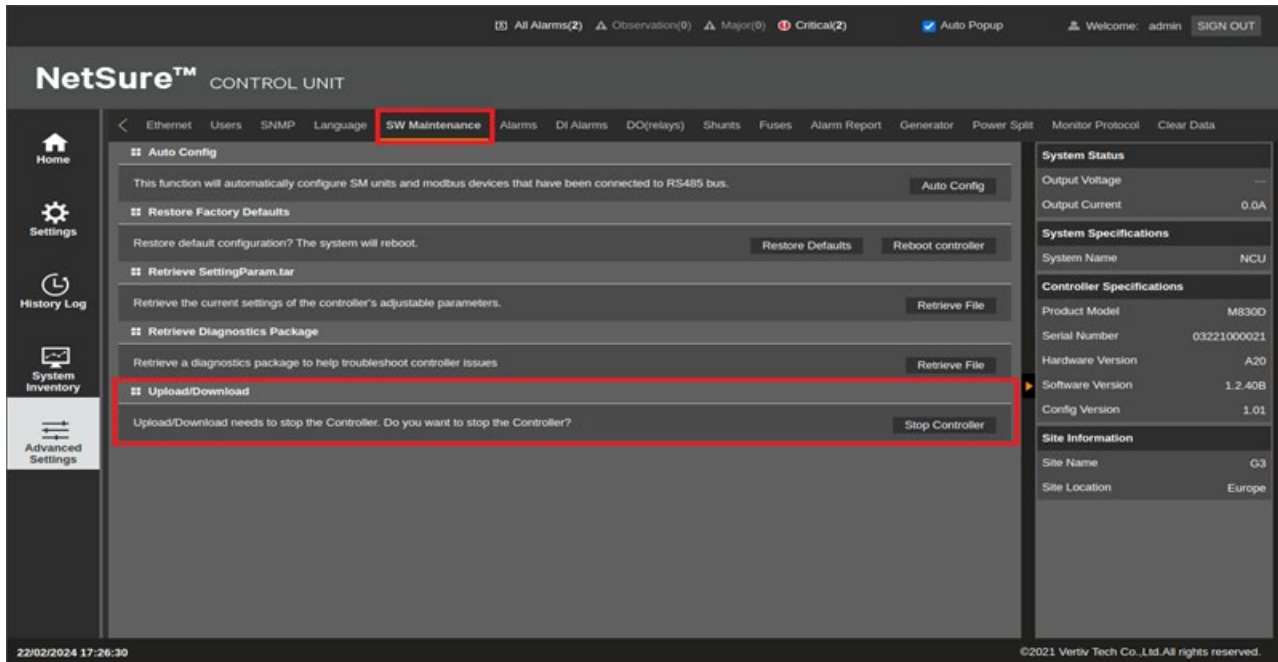 All Alarms(2) Observation(0) Major(0) Critical(2) Auto Popup Welcome: admin SIGN OUT
NetSure™ CONTROL UNIT
Home
Settings
History Log
System
Inventory
Advanced
Settings
Ethernet Users SNMP Language SW Maintenance Alarms DI Alarms DO(relays) Shunts Fuses Alarm Report Generator Power Split Monitor Protocol Clear Data
Auto Config
This function will automatically configure SM units and modbus devices that have been connected to RS485 bus. Auto Config
Restore Factory Defaults
Restore default configuration? The system will reboot. Restore Defaults Reboot controller
Retrieve SettingParam.tar
Retrieve the current settings of the controller's adjustable parameters. Retrieve File
Retrieve Diagnostics Package
Retrieve a diagnostics package to help troubleshoot controller issues Retrieve File
Upload/Download
Upload/Download needs to stop the Controller. Do you want to stop the Controller? Stop Controller
System Status
Output Voltage ---
Output Current 0.0A
System Specifications
System Name NCU
Controller Specifications
Product Model M830D
Serial Number 03221000021
Hardware Version A20
Software Version 1.2.40B
Config Version 1.01
Site Information
Site Name G3
Site Location Europe
22/02/2024 17:26:30 ©2021 Vertiv Tech Co.,Ltd.All rights reserved.